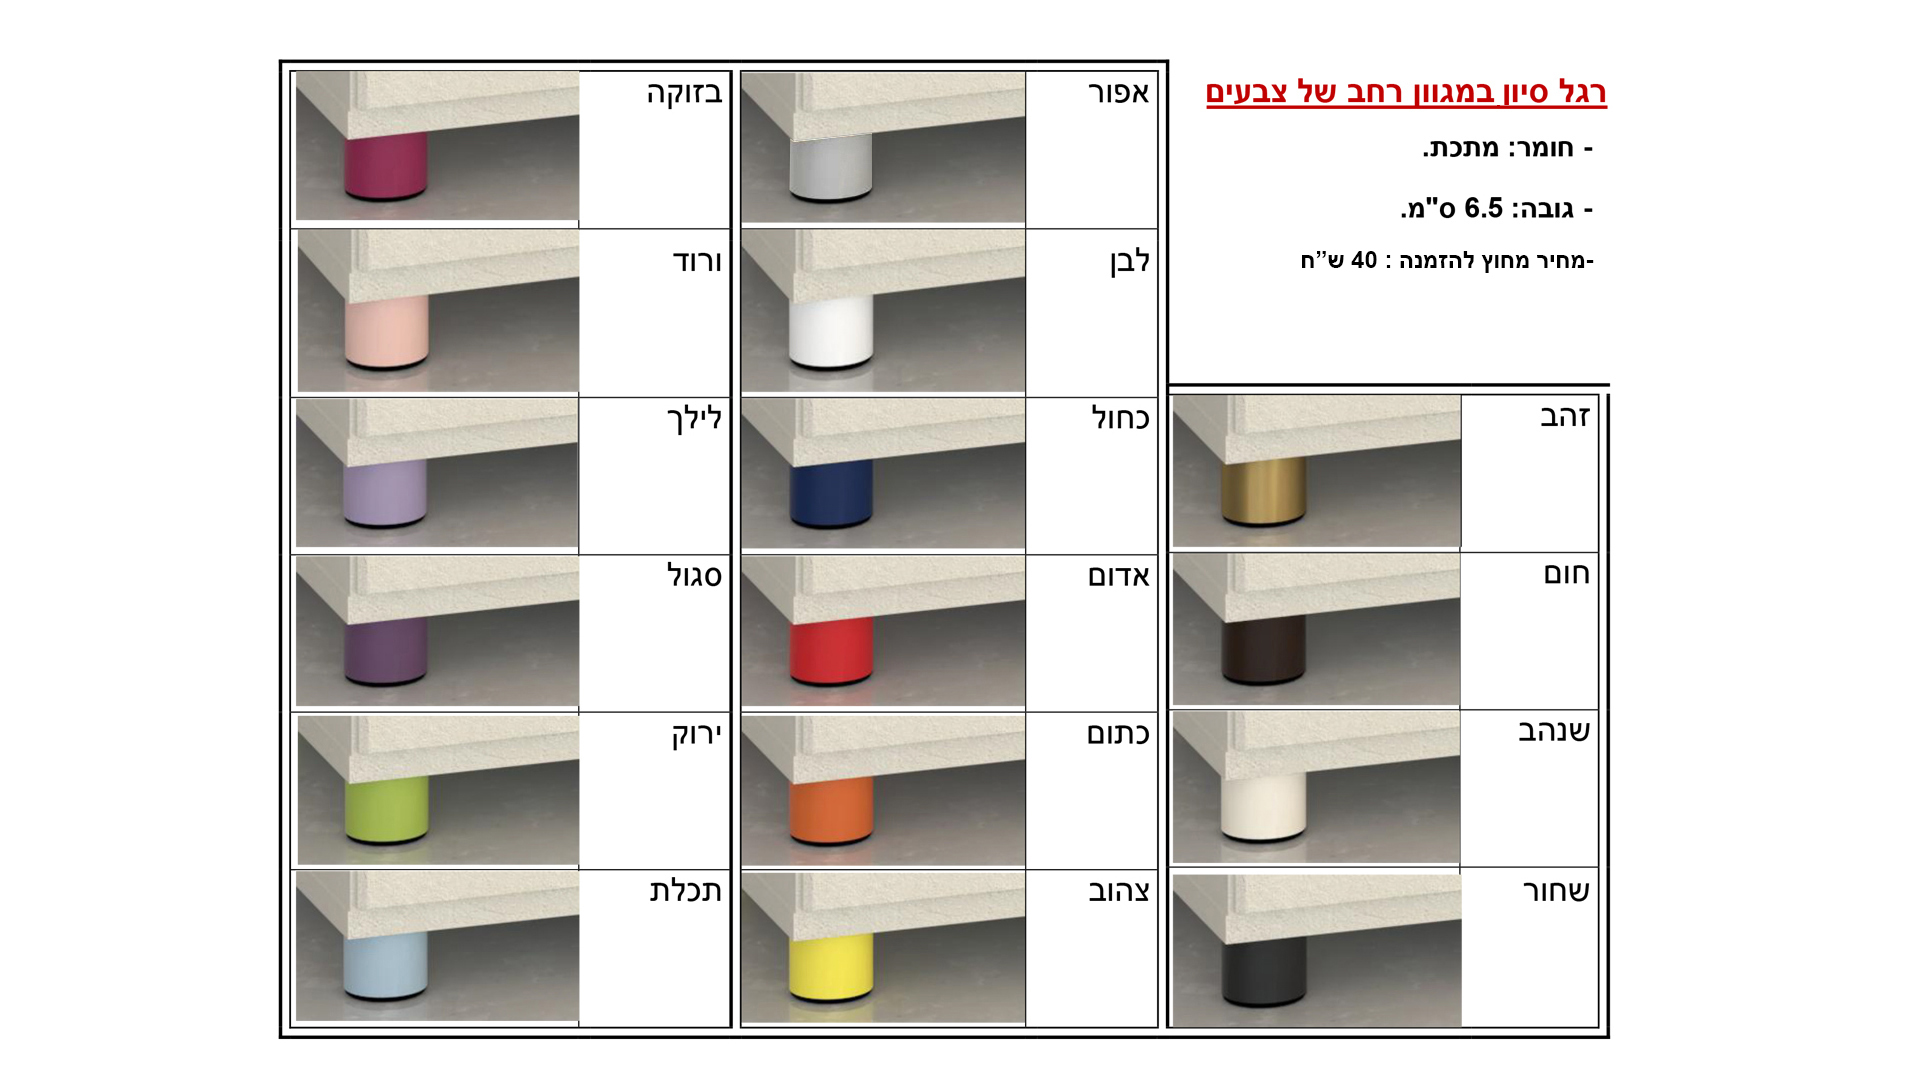 רגל סיון במגוון רחב של צבעים
- חומר: מתכת.
- גובה: 6.5 ס"מ.
-מחיר מחוץ להזמנה : 40 ש”ח
זהב
חום
שנהב
שחור
אפור
לבן
כחול
אדום
כתום
צהוב
בזוקה
ורוד
לילך
סגול
ירוק
תכלת